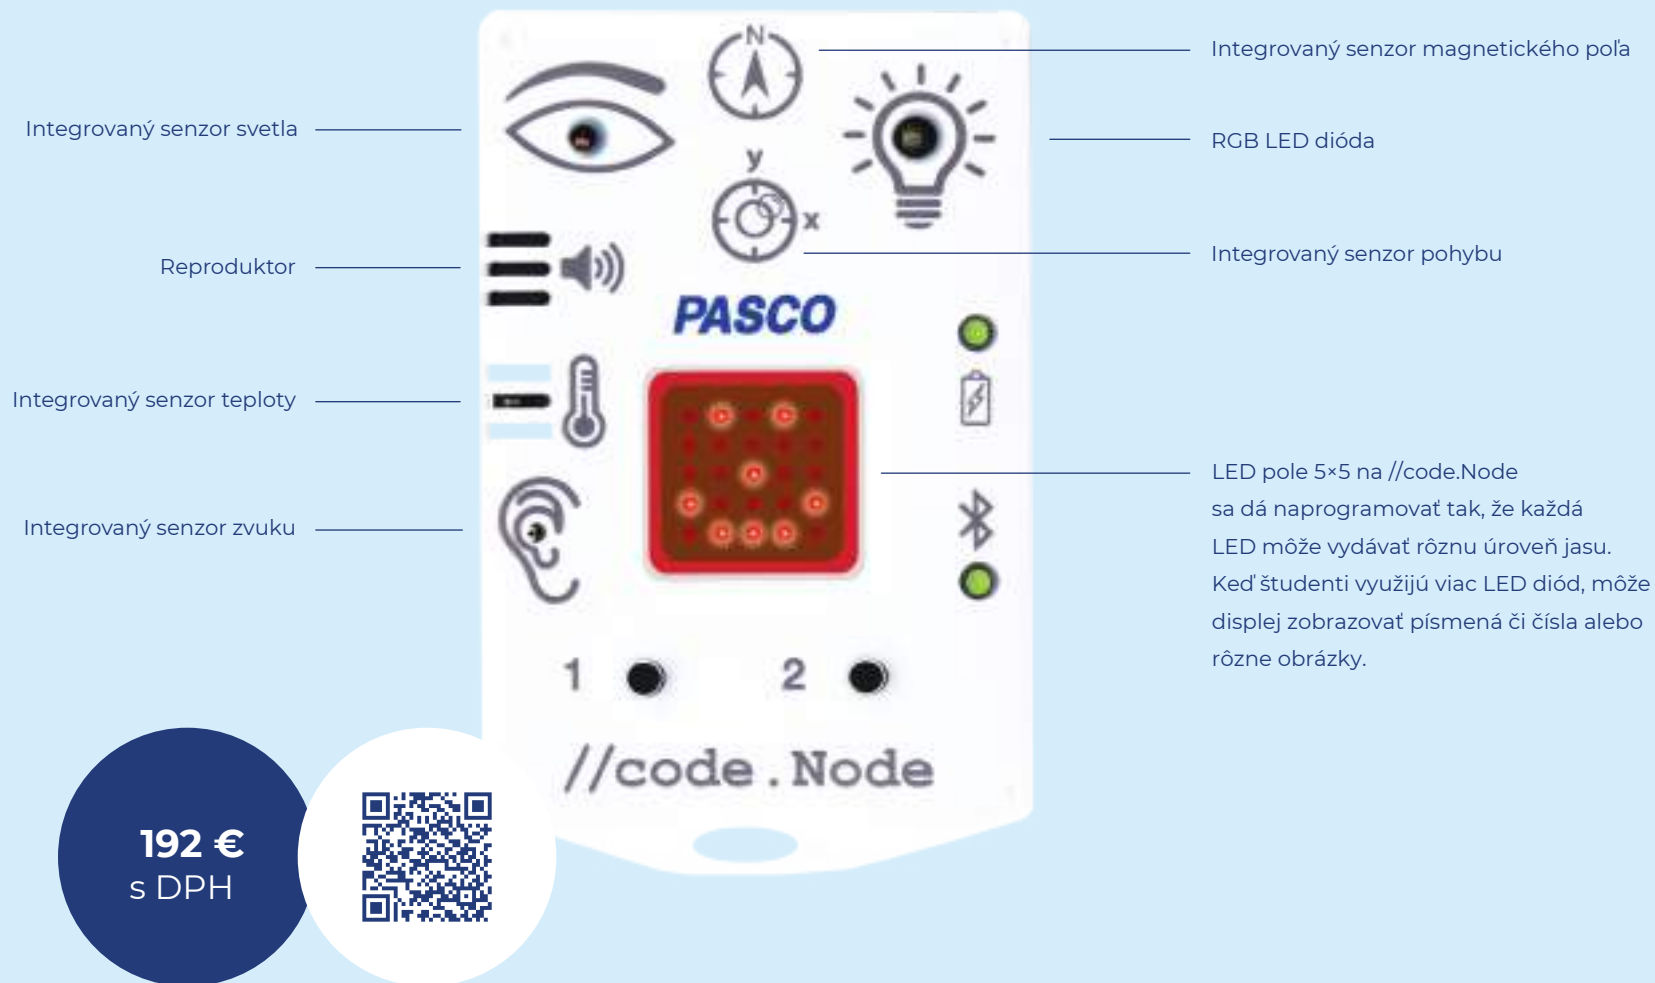 Integrovaný senzor svetla
Reproduktor
Integrovaný senzor teploty
Integrovaný senzor zvuku
N
y
x
PASCO
1
2
//code.Node
Integrovaný senzor magnetického poľa
RGB LED dióda
Integrovaný senzor pohybu
LED pole 5×5 na //code.Node
sa dá naprogramovať tak, že každá
LED môže vydávať rôznu úroveň jasu.
Keď študenti využijú viac LED diód, môže
displej zobrazovať písmená či čísla alebo
rôzne obrázky.
192 €
s DPH